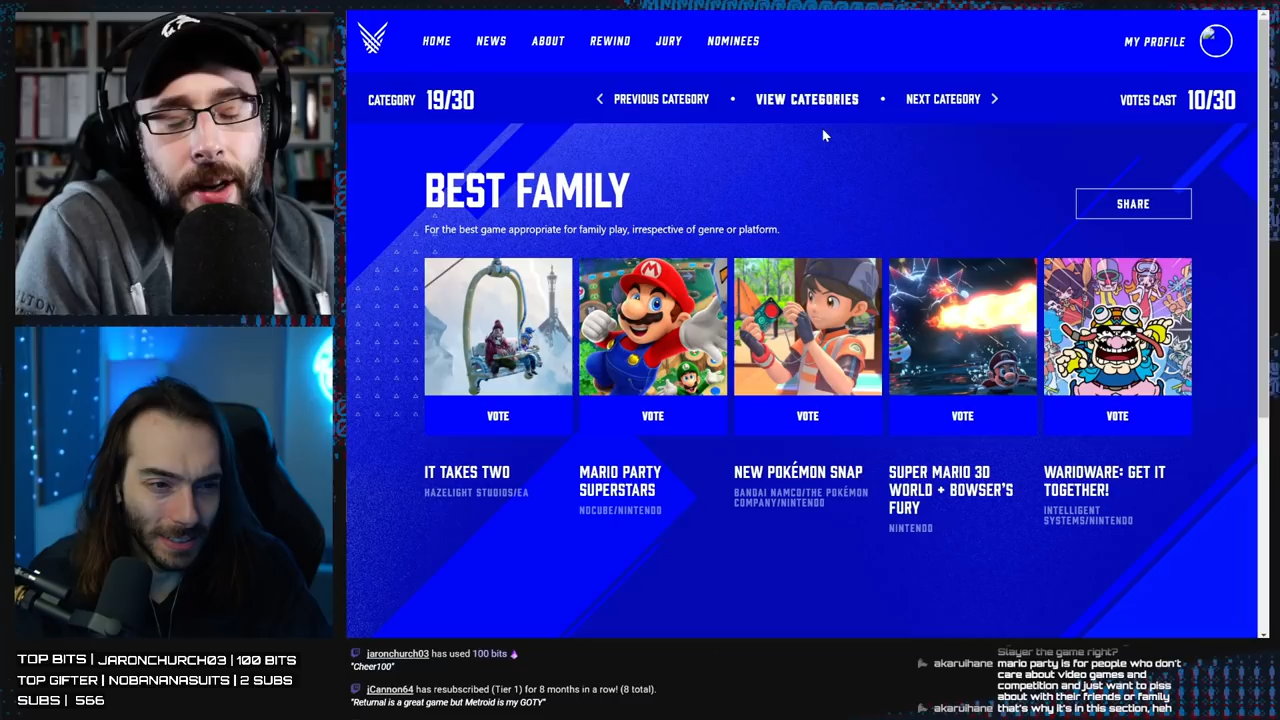 HOME NEWS ABOUT REWIND JURY NOMINEES
MY PROFILE
CATEGORY 19/30
PREVIOUS CATEGORY • VIEW CATEGORIES • NEXT CATEGORY
VOTES CAST 10/30
BEST FAMILY
For the best game appropriate for family play, irrespective of genre or platform.
SHARE
VOTE VOTE VOTE VOTE VOTE
IT TAKES TWO
HAZELIGHT STUDIOS/EA
MARIO PARTY
SUPERSTARS
NDCUBE/NINTENDO
NEW POKÉMON SNAP
BANDAI NAMCO/THE POKÉMON
COMPANY/NINTENDO
SUPER MARIO 3D
WORLD + BOWSER'S
FURY
NINTENDO
WARIOWARE: GET IT
TOGETHER!
INTELLIGENT
SYSTEMS/NINTENDO
TOP BITS | JARONCHURCH03 | 100 BITS
TOP GIFTER | NOBANANASUITS | 2 SUBS
SUBS | 566
jaronchurch03 has used 100 bits
"Cheer100"
jCannon64 has resubscribed (Tier 1) for 8 months in a row! (8 total).
"Returnal is a great game but Metroid is my GOTY"
Slayer the game right?
akaruihane mario party is for people who don't
care about video games and
competition and just want to piss
about with their friends or family
akaruihane that's why it's in this section, heh